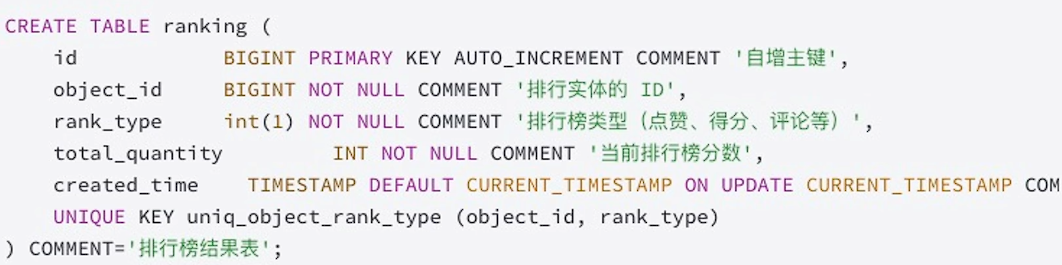 CREATE TABLE ranking (
id BIGINT PRIMARY KEY AUTO_INCREMENT COMMENT '自增主键',
object_id BIGINT NOT NULL COMMENT '排行实体的 ID',
rank_type int(1) NOT NULL COMMENT '排行榜类型（点赞、得分、评论等）',
total_quantity INT NOT NULL COMMENT '当前排行榜分数',
created_time TIMESTAMP DEFAULT CURRENT_TIMESTAMP ON UPDATE CURRENT_TIMESTAMP COM
UNIQUE KEY uniq_object_rank_type (object_id, rank_type)
) COMMENT='排行榜结果表';